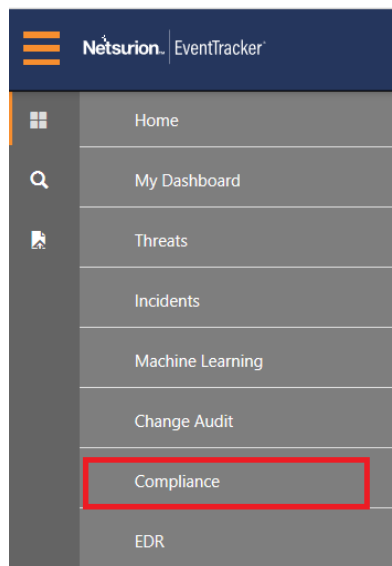 Netsurion. EventTracker
Home
My Dashboard
Threats
Incidents
Machine Learning
Change Audit
Compliance
EDR